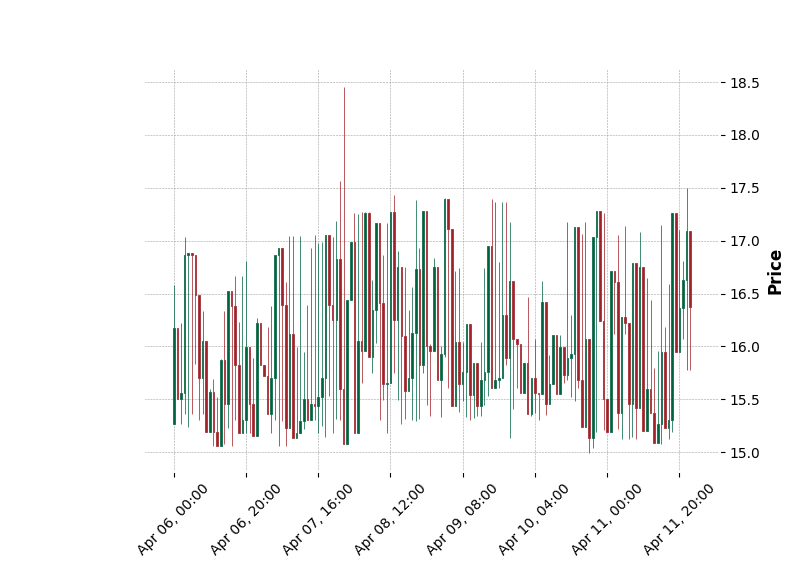 18.5
18.0
17.5
17.0
16.5
16.0
15.5
15.0
Price
Apr 06, 00:00
Apr 06, 20:00
Apr 07, 16:00
Apr 08, 12:00
Apr 09, 08:00
Apr 10, 04:00
Apr 11, 00:00
Apr 11, 20:00